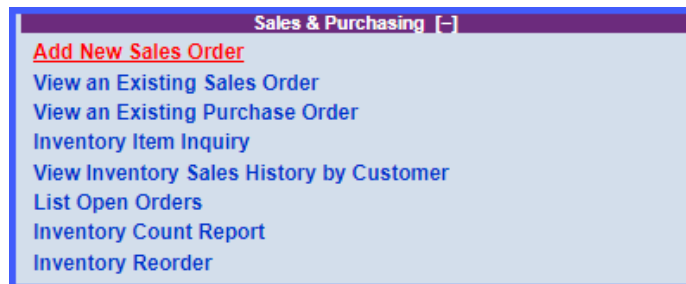 Sales & Purchasing [–]
Add New Sales Order
View an Existing Sales Order
View an Existing Purchase Order
Inventory Item Inquiry
View Inventory Sales History by Customer
List Open Orders
Inventory Count Report
Inventory Reorder